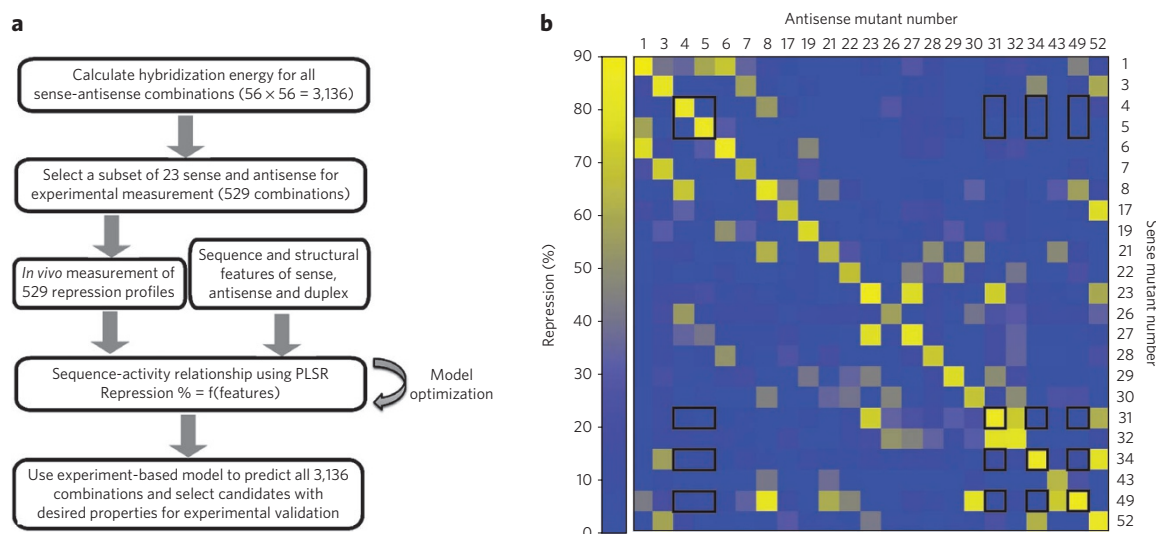 a
Calculate hybridization energy for all
sense-antisense combinations (56 × 56 = 3,136)
Select a subset of 23 sense and antisense for
experimental measurement (529 combinations)
In vivo measurement of
529 repression profiles
Sequence and structural
features of sense,
antisense and duplex
Sequence-activity relationship using PLSR
Repression % = f(features)
Model
optimization
Use experiment-based model to predict all 3,136
combinations and select candidates with
desired properties for experimental validation
b
Antisense mutant number
1 3 4 5 6 7 8 17 19 21 22 23 26 27 28 29 30 31 32 34 43 49 52
90
80
70
60
50
40
30
20
10
0
Repression (%)
1
3
4
5
6
7
8
17
19
21
22
23
26
27
28
29
30
31
32
34
43
49
52
Sense mutant number